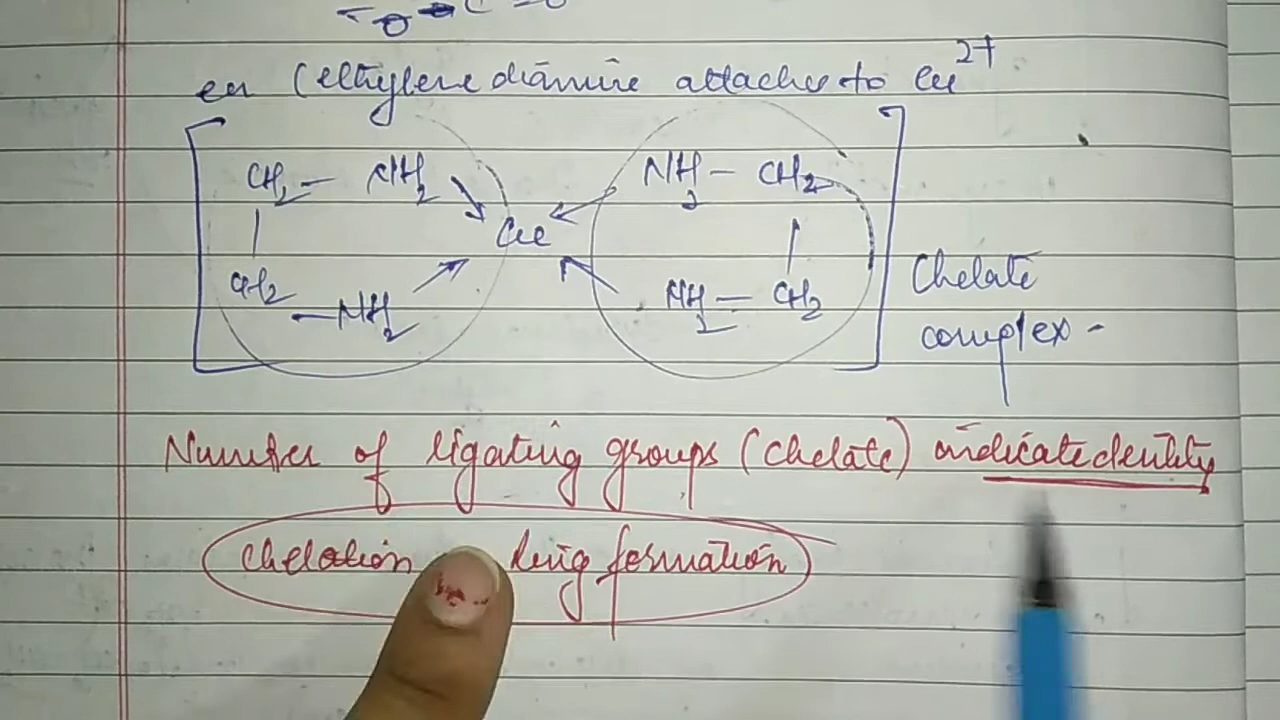 en (ethylene diamine attaches to Cu2+
CH2 — NH2 NH2 — CH2
Cu
CH2 — NH2 NH2 — CH2
Chelate
complex -
Number of ligating groups (chelate) indicate denticity
Chelation ring formation